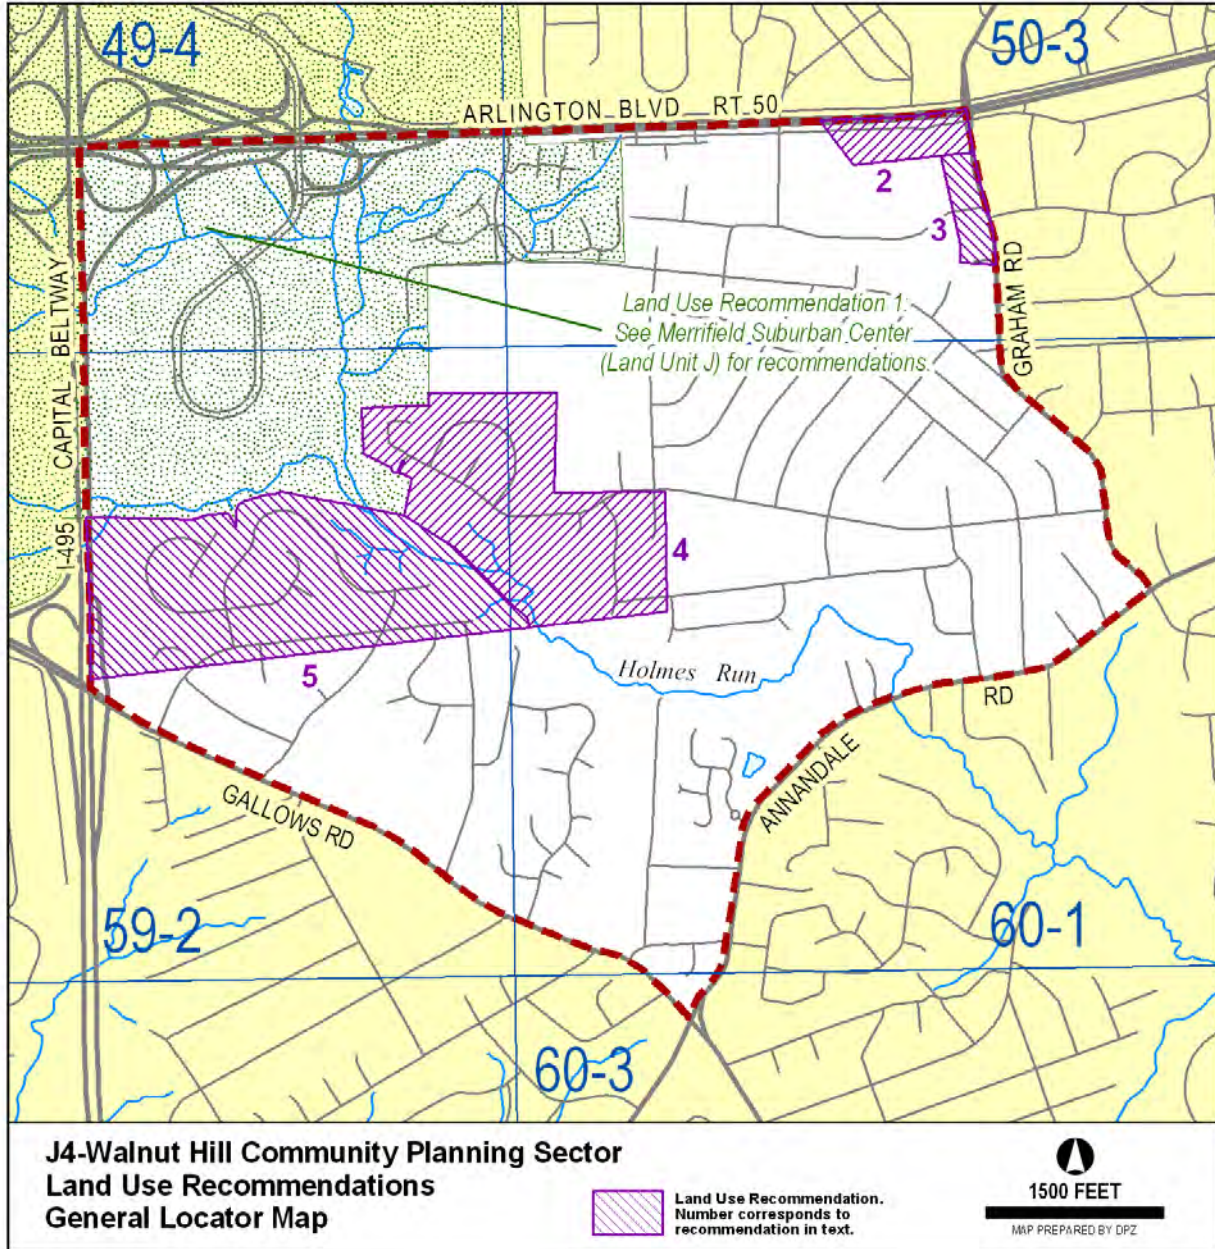 49-4
50-3
ARLINGTON BLVD RT 50
2
3
I-495 CAPITAL BELTWAY
GRAHAM RD
Land Use Recommendation 1:
See Merrifield Suburban Center
(Land Unit J) for recommendations.
4
5
Holmes Run
RD
ANNANDALE
GALLOWS RD
59-2
60-1
60-3
J4-Walnut Hill Community Planning Sector
Land Use Recommendations
General Locator Map
Land Use Recommendation.
Number corresponds to
recommendation in text.
1500 FEET
MAP PREPARED BY DPZ